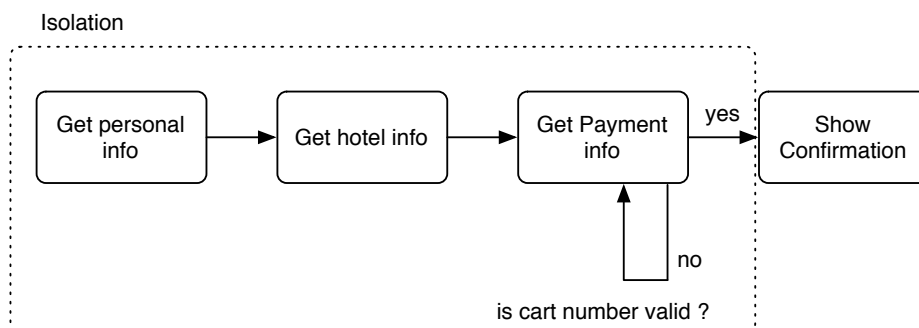 Isolation
Get personal
info
Get hotel info
Get Payment
info
yes
Show
Confirmation
no
is cart number valid ?